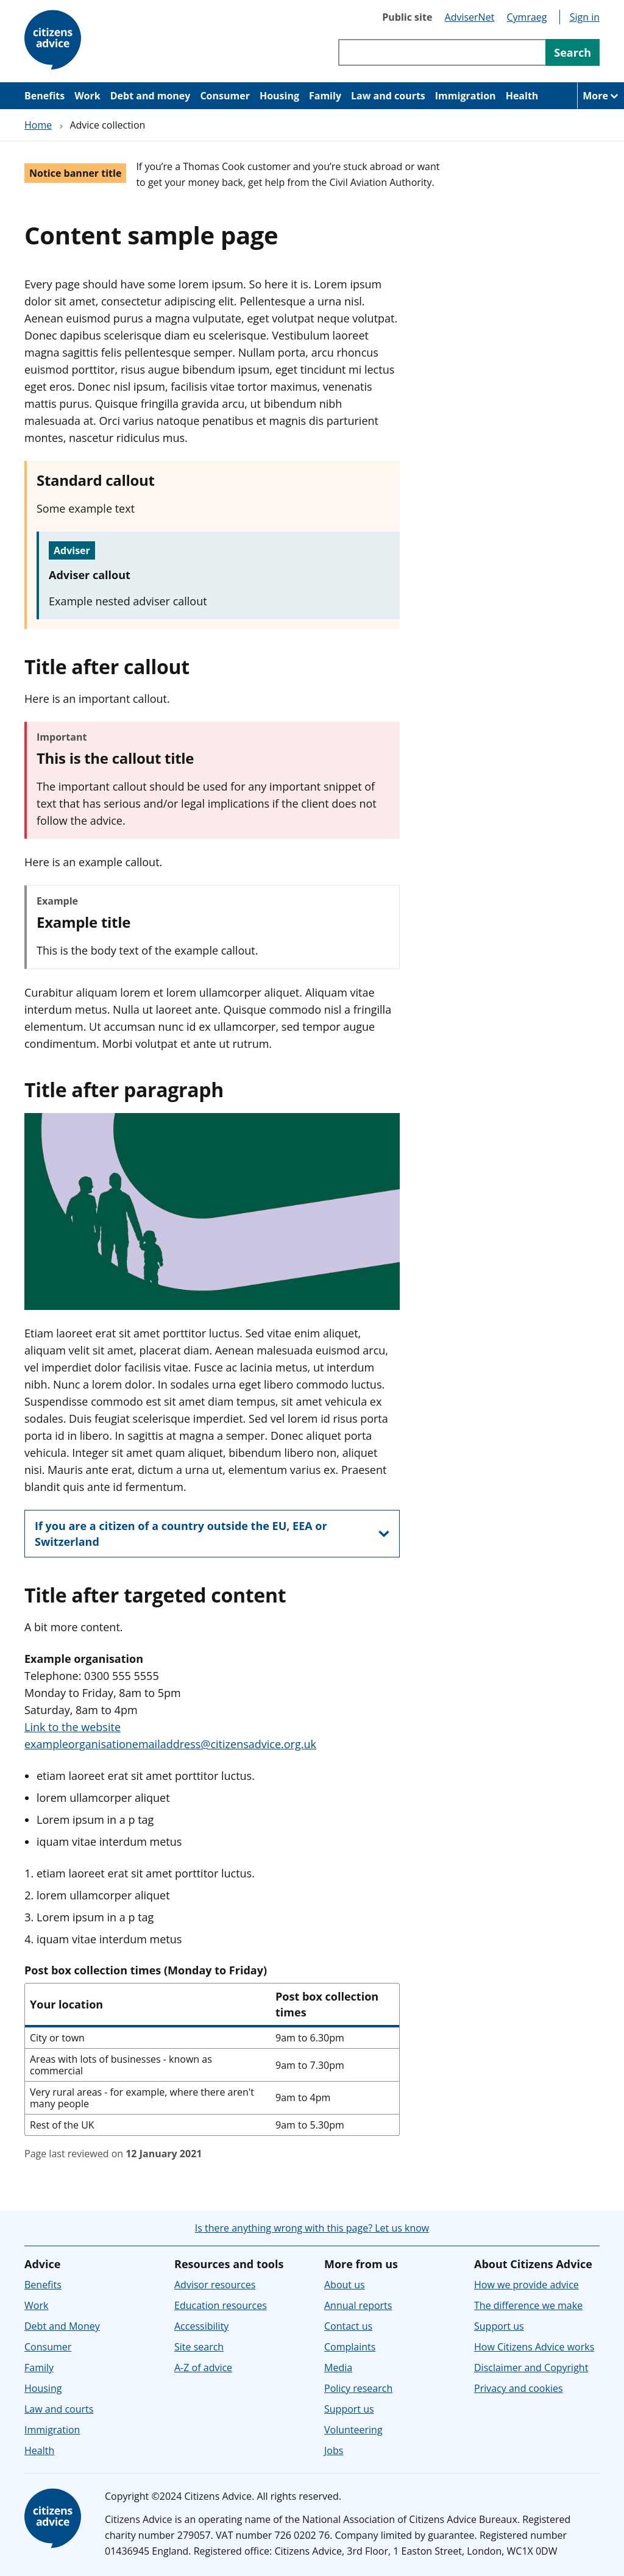 citizens
advice
Public site AdviserNet Cymraeg Sign in
Search
Benefits Work Debt and money Consumer Housing Family Law and courts Immigration Health More
Home › Advice collection
Notice banner title
If you’re a Thomas Cook customer and you’re stuck abroad or want
to get your money back, get help from the Civil Aviation Authority.
Content sample page
Every page should have some lorem ipsum. So here it is. Lorem ipsum
dolor sit amet, consectetur adipiscing elit. Pellentesque a urna nisl.
Aenean euismod purus a magna vulputate, eget volutpat neque volutpat.
Donec dapibus scelerisque diam eu scelerisque. Vestibulum laoreet
magna sagittis felis pellentesque semper. Nullam porta, arcu rhoncus
euismod porttitor, risus augue bibendum ipsum, eget tincidunt mi lectus
eget eros. Donec nisl ipsum, facilisis vitae tortor maximus, venenatis
mattis purus. Quisque fringilla gravida arcu, ut bibendum nibh
malesuada at. Orci varius natoque penatibus et magnis dis parturient
montes, nascetur ridiculus mus.
Standard callout
Some example text
Adviser
Adviser callout
Example nested adviser callout
Title after callout
Here is an important callout.
Important
This is the callout title
The important callout should be used for any important snippet of
text that has serious and/or legal implications if the client does not
follow the advice.
Here is an example callout.
Example
Example title
This is the body text of the example callout.
Curabitur aliquam lorem et lorem ullamcorper aliquet. Aliquam vitae
interdum metus. Nulla ut laoreet ante. Quisque commodo nisl a fringilla
elementum. Ut accumsan nunc id ex ullamcorper, sed tempor augue
condimentum. Morbi volutpat et ante ut rutrum.
Title after paragraph
Etiam laoreet erat sit amet porttitor luctus. Sed vitae enim aliquet,
aliquam velit sit amet, placerat diam. Aenean malesuada euismod arcu,
vel imperdiet dolor facilisis vitae. Fusce ac lacinia metus, ut interdum
nibh. Nunc a lorem dolor. In sodales urna eget libero commodo luctus.
Suspendisse commodo est sit amet diam tempus, sit amet vehicula ex
sodales. Duis feugiat scelerisque imperdiet. Sed vel lorem id risus porta
porta id in libero. In sagittis at magna a semper. Donec aliquet porta
vehicula. Integer sit amet quam aliquet, bibendum libero non, aliquet
nisi. Mauris ante erat, dictum a urna ut, elementum varius ex. Praesent
blandit quis ante id fermentum.
If you are a citizen of a country outside the EU, EEA or
Switzerland
Title after targeted content
A bit more content.
Example organisation
Telephone: 0300 555 5555
Monday to Friday, 8am to 5pm
Saturday, 8am to 4pm
Link to the website
exampleorganisationemailaddress@citizensadvice.org.uk
• etiam laoreet erat sit amet porttitor luctus.
• lorem ullamcorper aliquet
• Lorem ipsum in a p tag
• iquam vitae interdum metus
1. etiam laoreet erat sit amet porttitor luctus.
2. lorem ullamcorper aliquet
3. Lorem ipsum in a p tag
4. iquam vitae interdum metus
Post box collection times (Monday to Friday)
Your location
Post box collection
times
City or town 9am to 6.30pm
Areas with lots of businesses - known as
commercial
9am to 7.30pm
Very rural areas - for example, where there aren't
many people
9am to 4pm
Rest of the UK 9am to 5.30pm
Page last reviewed on 12 January 2021
Is there anything wrong with this page? Let us know
Advice
Benefits
Work
Debt and Money
Consumer
Family
Housing
Law and courts
Immigration
Health
Resources and tools
Advisor resources
Education resources
Accessibility
Site search
A-Z of advice
More from us
About us
Annual reports
Contact us
Complaints
Media
Policy research
Support us
Volunteering
Jobs
About Citizens Advice
How we provide advice
The difference we make
Support us
How Citizens Advice works
Disclaimer and Copyright
Privacy and cookies
citizens
advice
Copyright ©2024 Citizens Advice. All rights reserved.
Citizens Advice is an operating name of the National Association of Citizens Advice Bureaux. Registered
charity number 279057. VAT number 726 0202 76. Company limited by guarantee. Registered number
01436945 England. Registered office: Citizens Advice, 3rd Floor, 1 Easton Street, London, WC1X 0DW